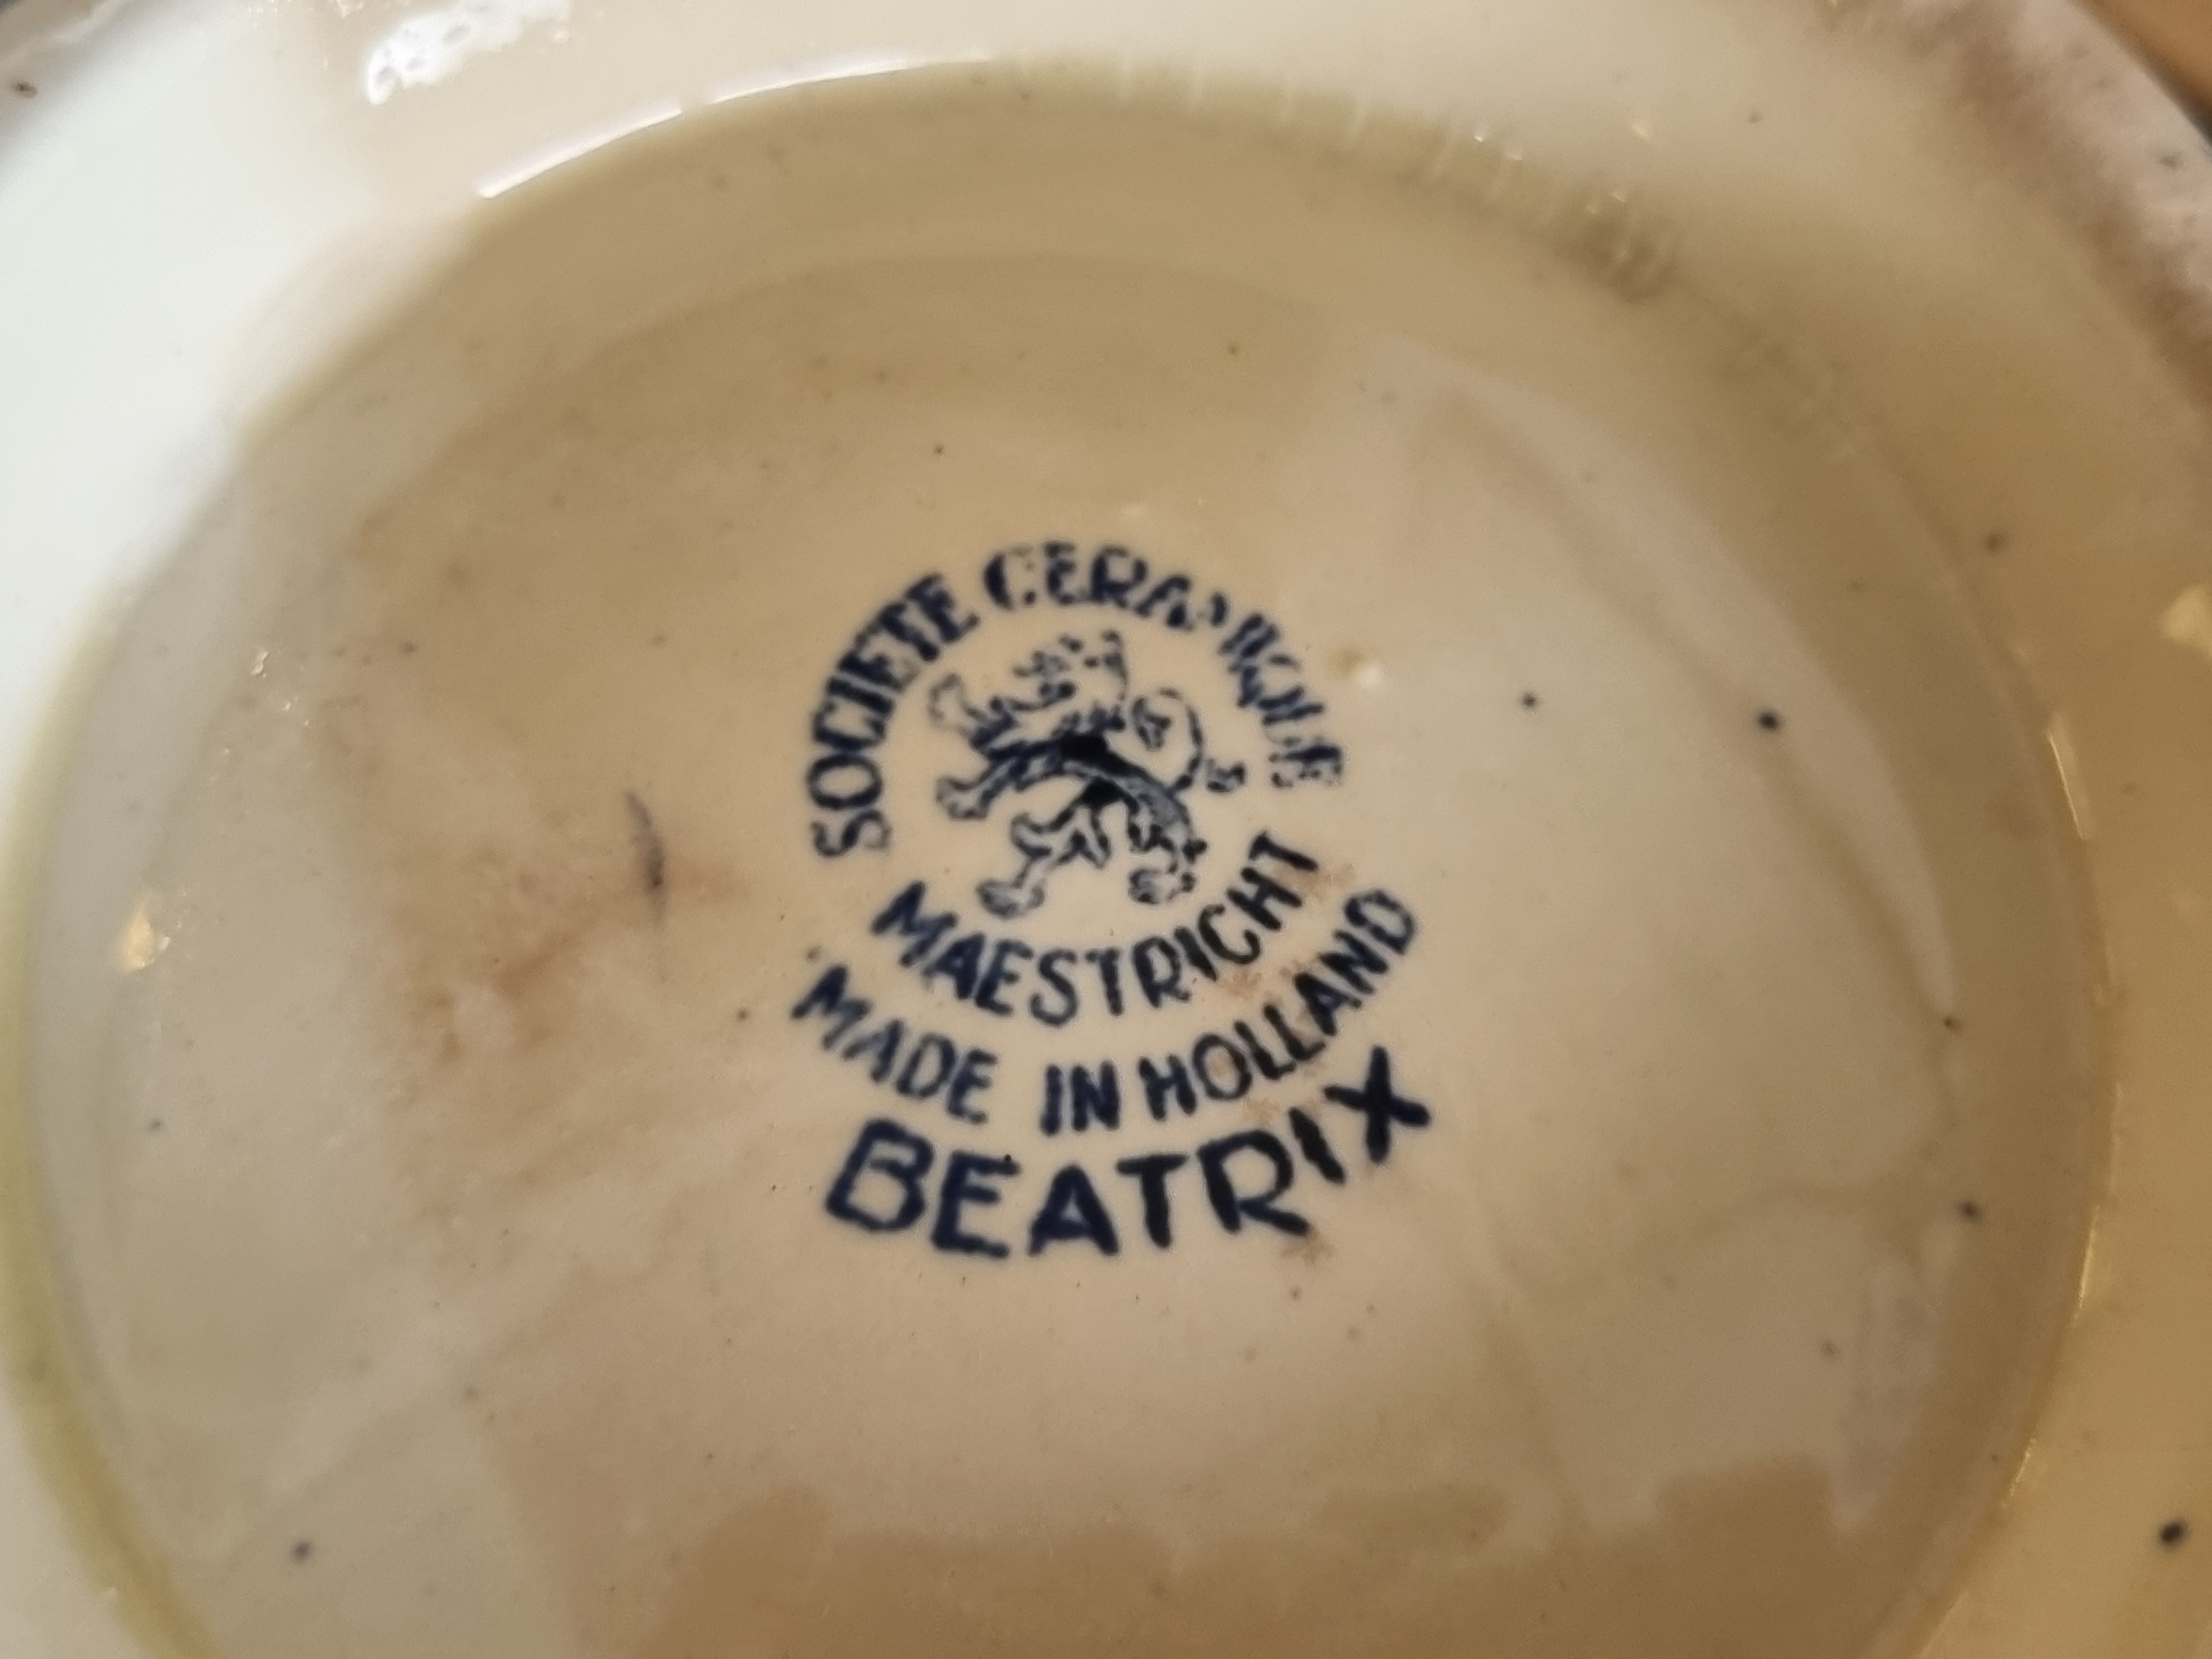 SOCIETE CERAMIQUE
MAESTRICHT
MADE IN HOLLAND
BEATRIX